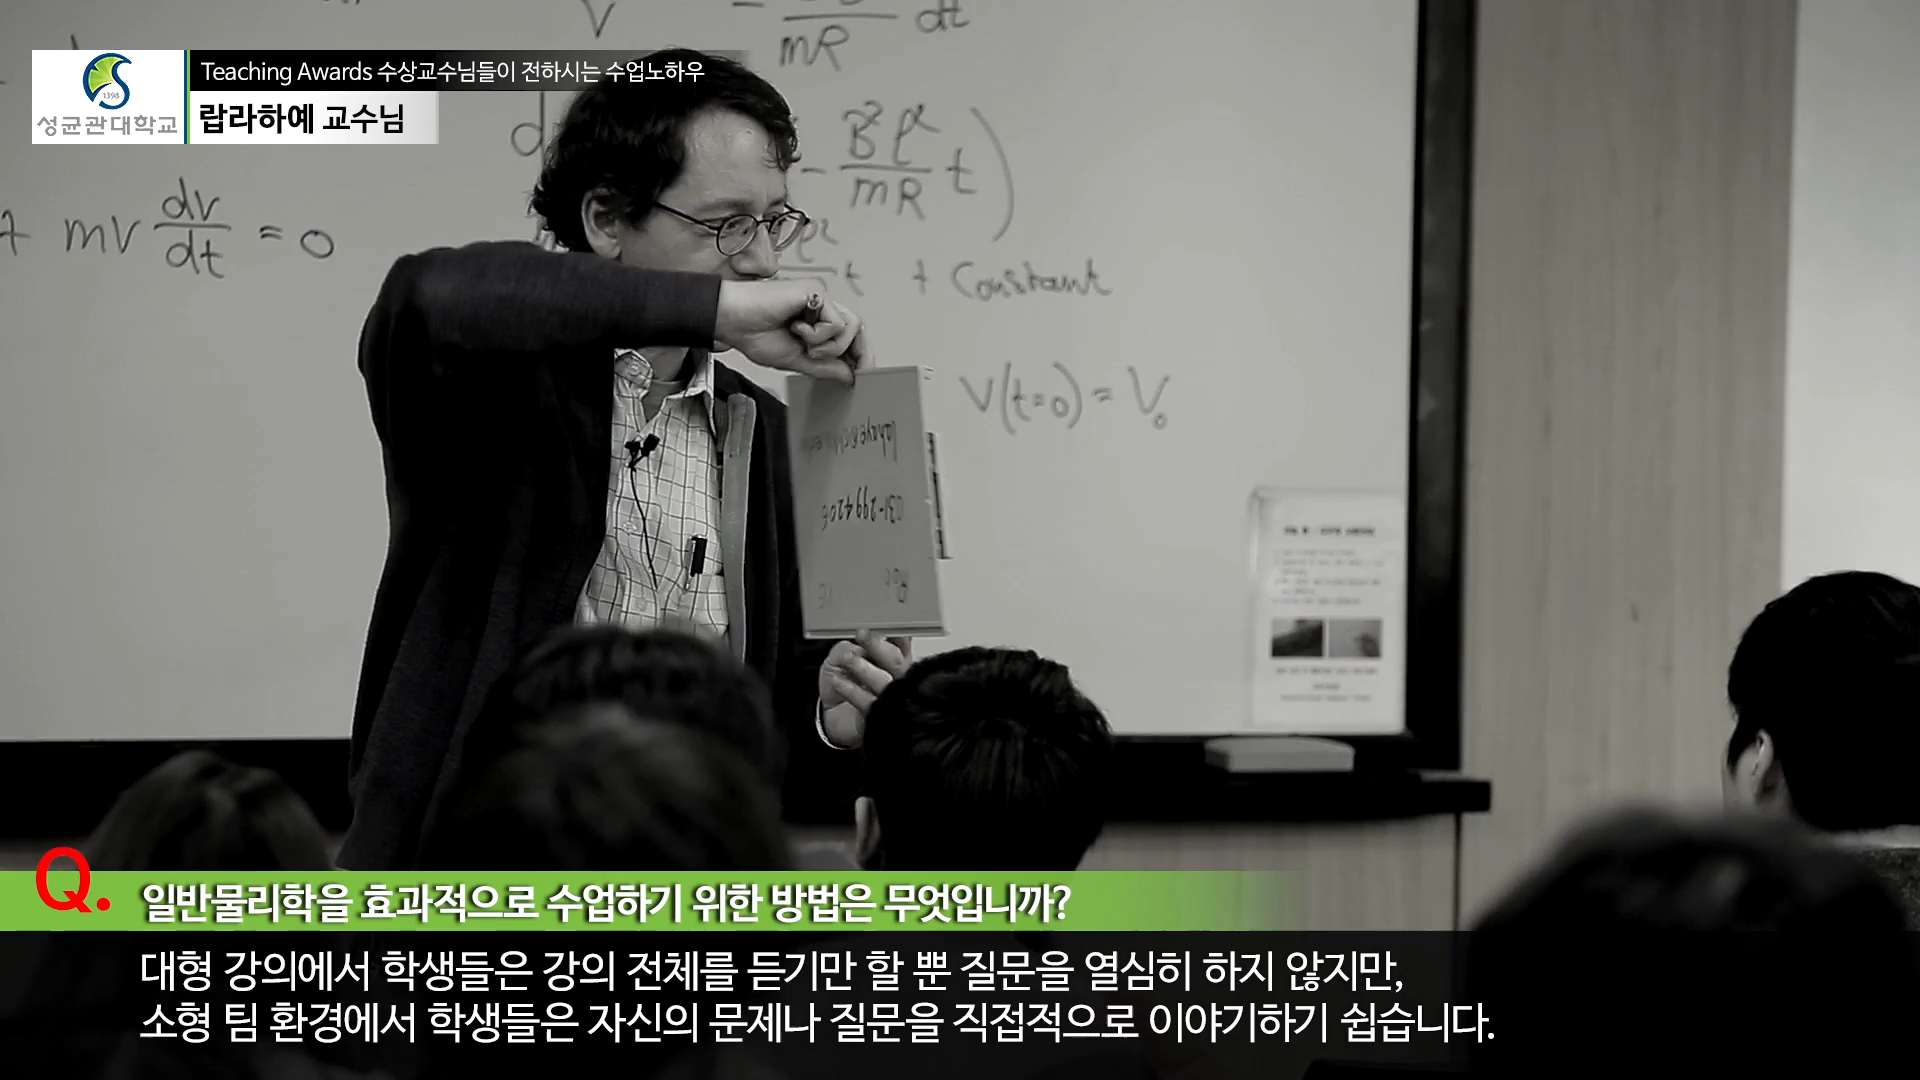 Teaching Awards 수상교수님들이 전하시는 수업노하우
1398
성균관대학교
랍라하예 교수님
V = mR dt
- B²ℓ² / mR t )
+ mv dv/dt = 0
t + Constant
V(t=0) = V₀
031-2994206
Q. 일반물리학을 효과적으로 수업하기 위한 방법은 무엇입니까?
대형 강의에서 학생들은 강의 전체를 듣기만 할 뿐 질문을 열심히 하지 않지만,
소형 팀 환경에서 학생들은 자신의 문제나 질문을 직접적으로 이야기하기 쉽습니다.